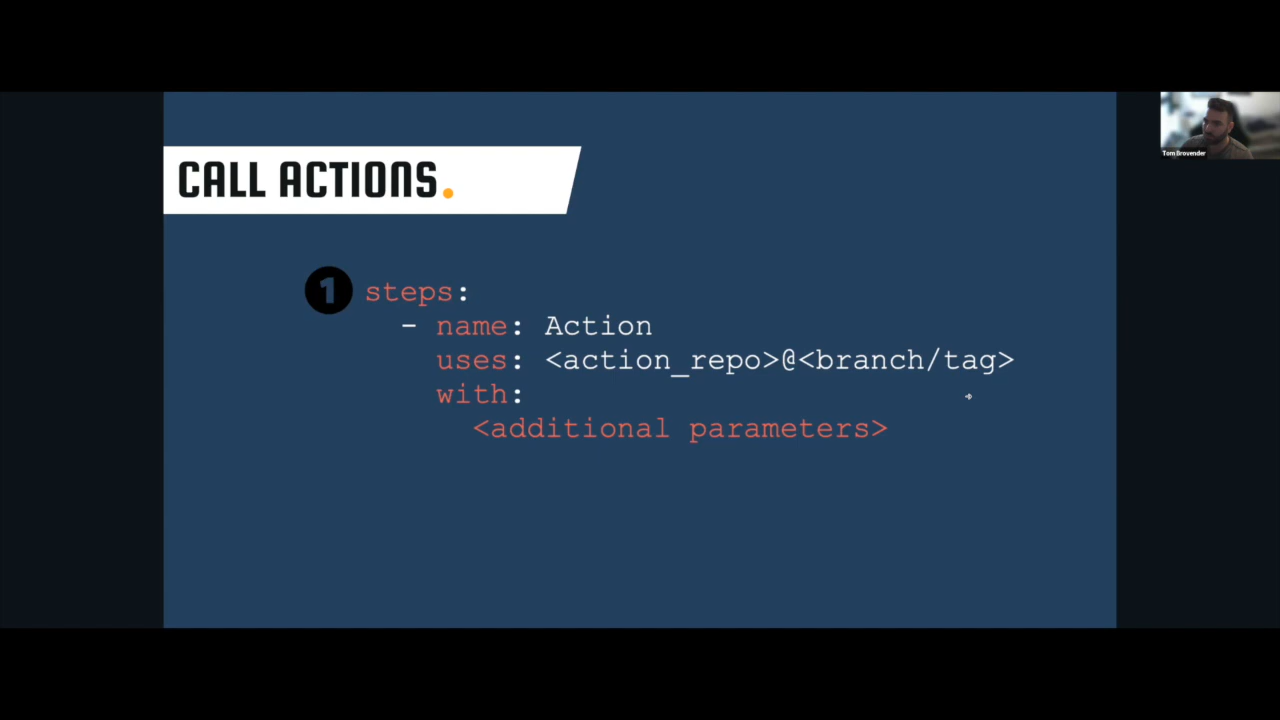 CALL ACTIONS.
1 steps:
- name: Action
uses: <action_repo>@<branch/tag>
with:
<additional parameters>
Tom Brovender